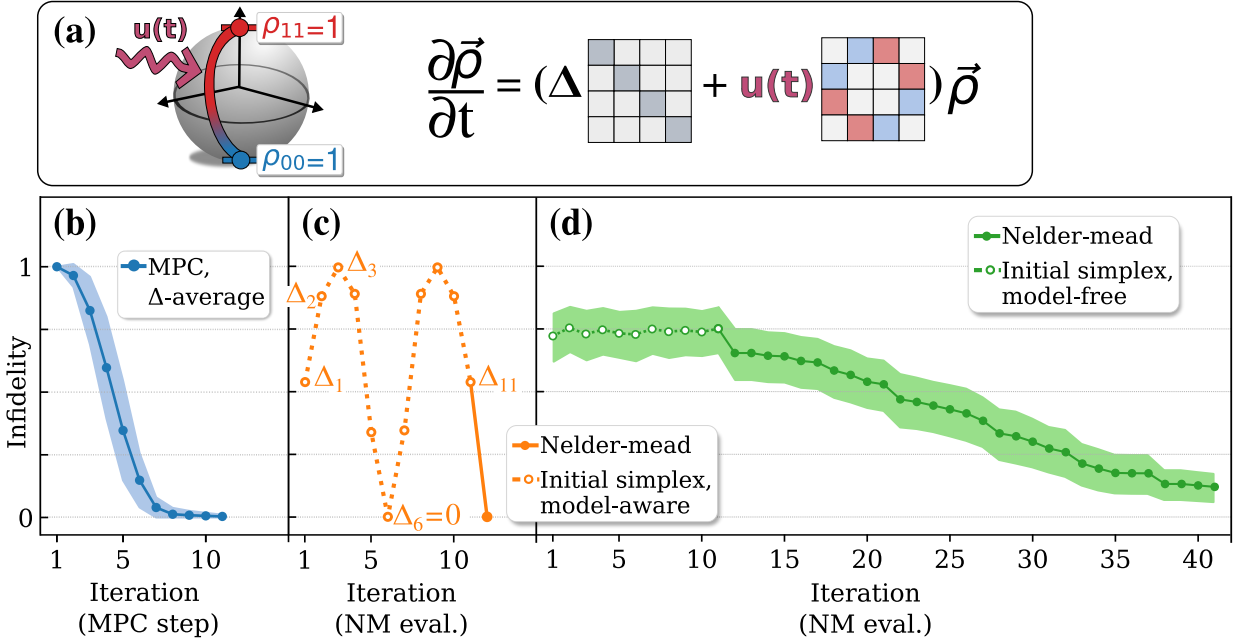 (a)
u(t)
ρ₁₁=1
ρ₀₀=1
∂ρ⃗/∂t = (Δ + u(t) )ρ⃗
(b)
(c)
(d)
MPC,
Δ-average
Δ₁
Δ₂
Δ₃
Δ₆=0
Δ₁₁
Nelder-mead
Initial simplex,
model-aware
Nelder-mead
Initial simplex,
model-free
Infidelity
1
0
1 5 10
1 5 10
1 5 10 15 20 25 30 35 40
Iteration
(MPC step)
Iteration
(NM eval.)
Iteration
(NM eval.)